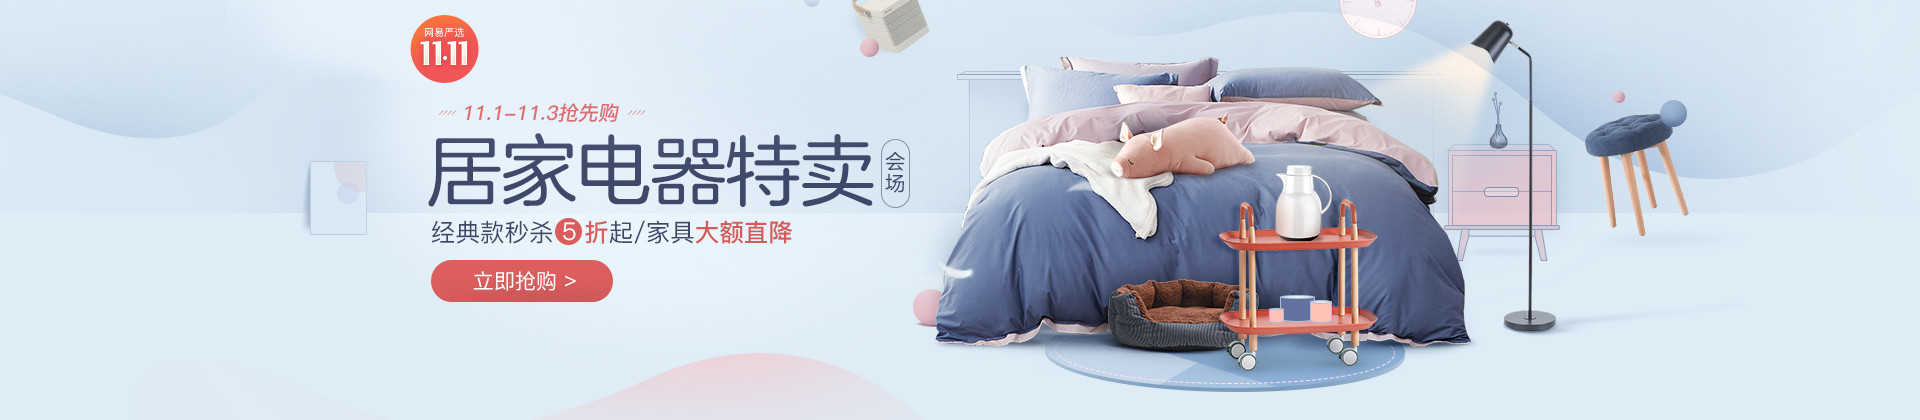 网易严选
11.11
11.1-11.3抢先购
居家电器特卖
会场
经典款秒杀5折起/家具大额直降
立即抢购 >